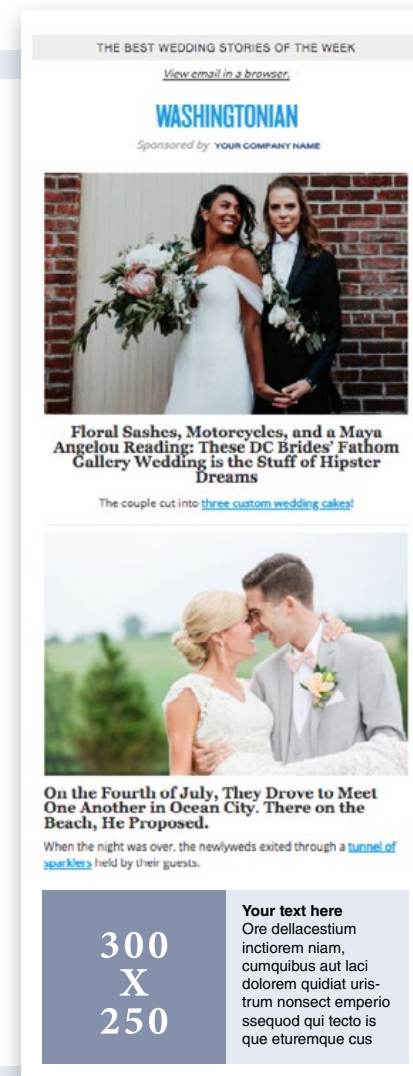 THE BEST WEDDING STORIES OF THE WEEK
View email in a browser.
WASHINGTONIAN
Sponsored by YOUR COMPANY NAME
Floral Sashes, Motorcycles, and a Maya
Angelou Reading: These DC Brides’ Fathom
Gallery Wedding is the Stuff of Hipster
Dreams
The couple cut into three custom wedding cakes!
On the Fourth of July, They Drove to Meet
One Another in Ocean City. There on the
Beach, He Proposed.
When the night was over, the newlyweds exited through a tunnel of
sparklers held by their guests.
300
X
250
Your text here
Ore dellacestium
inctiorem niam,
cumquibus aut laci
dolorem quidiat uris-
trum nonsect emperio
ssequod qui tecto is
que eturemque cus